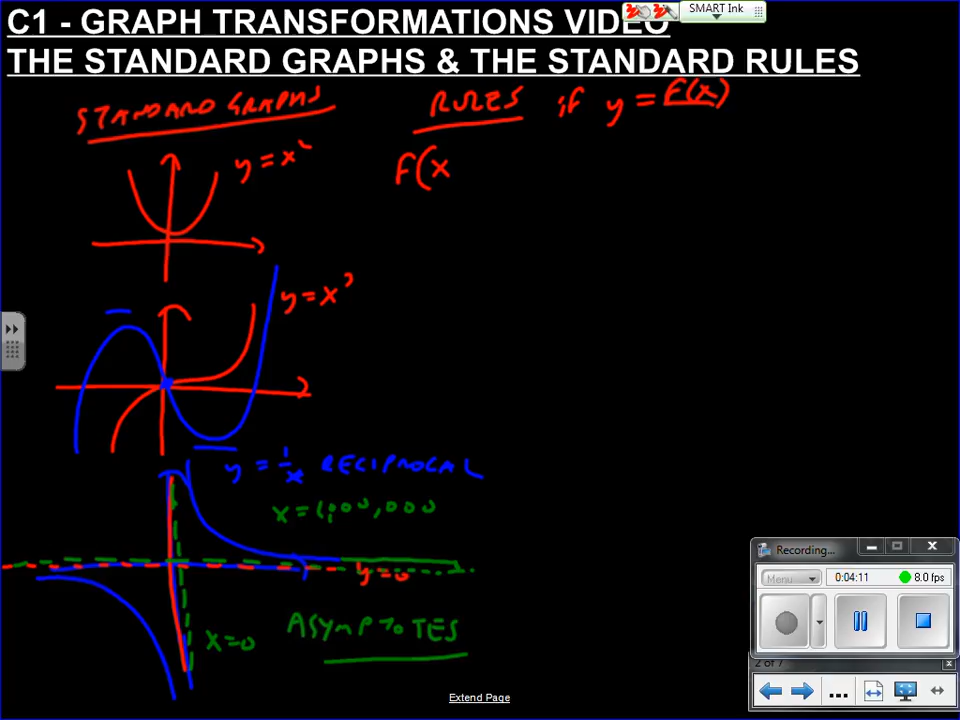 C1 - GRAPH TRANSFORMATIONS VIDEO
SMART Ink
THE STANDARD GRAPHS & THE STANDARD RULES
STANDARD GRAPHS
RULES if y = F(x)
y = x²
F(x
y = x³
y = 1/x RECIPROCAL
x = 1,000,000
y = 0
ASYMPTOTES
x = 0
Recording...
Menu
0:04:11
8.0 fps
2 of 7
...
Extend Page